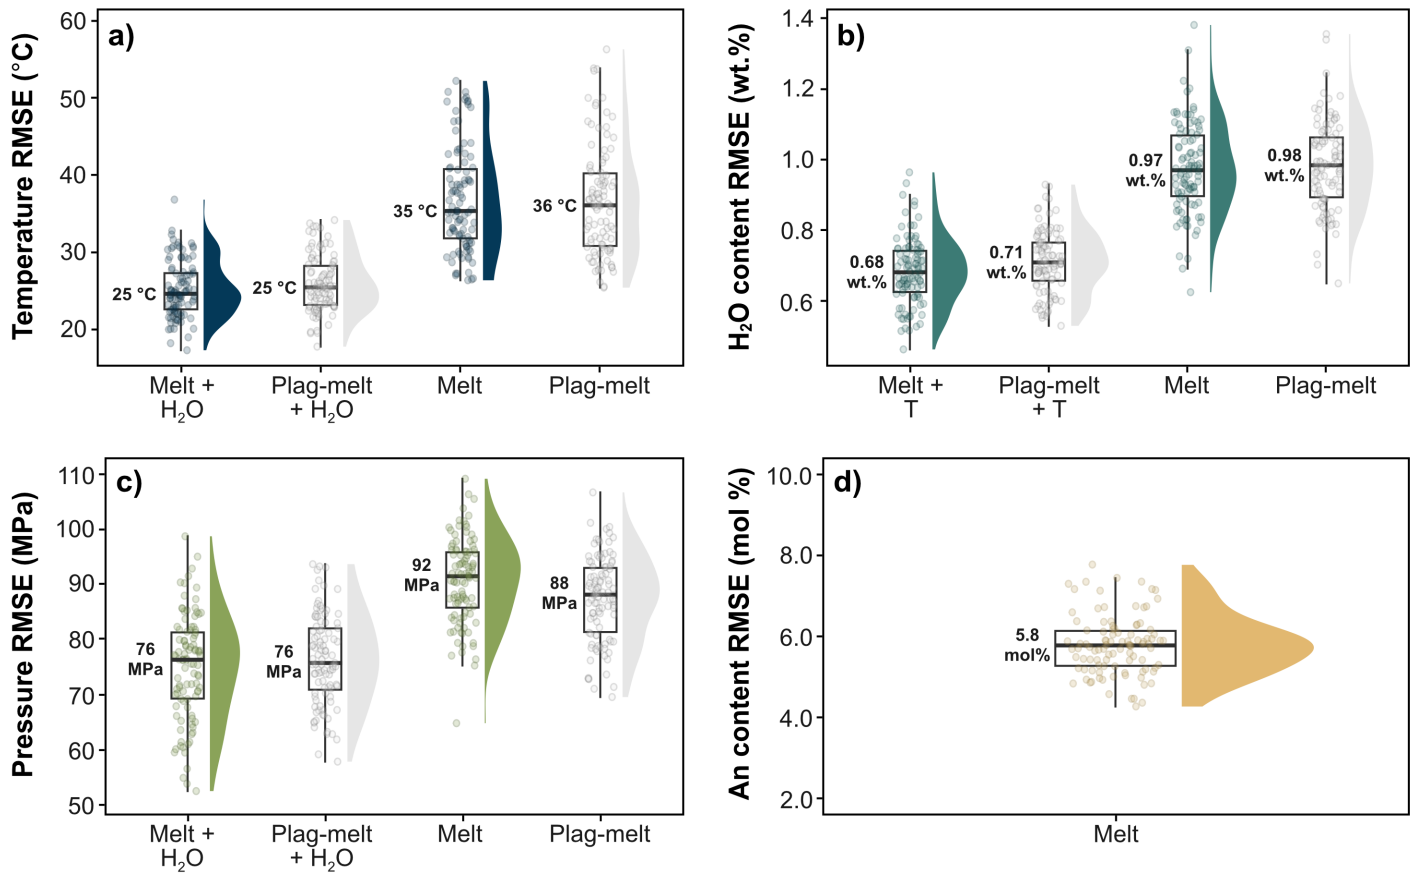 a)
Temperature RMSE (°C)
60
50
40
30
20
25 °C
25 °C
35 °C
36 °C
Melt +
H₂O
Plag-melt
+ H₂O
Melt
Plag-melt
b)
H₂O content RMSE (wt.%)
1.4
1.2
1.0
0.8
0.6
0.68
wt.%
0.71
wt.%
0.97
wt.%
0.98
wt.%
Melt +
T
Plag-melt
+ T
Melt
Plag-melt
c)
Pressure RMSE (MPa)
110
100
90
80
70
60
50
76
MPa
76
MPa
92
MPa
88
MPa
Melt +
H₂O
Plag-melt
+ H₂O
Melt
Plag-melt
d)
An content RMSE (mol %)
10.0
8.0
6.0
4.0
2.0
5.8
mol%
Melt